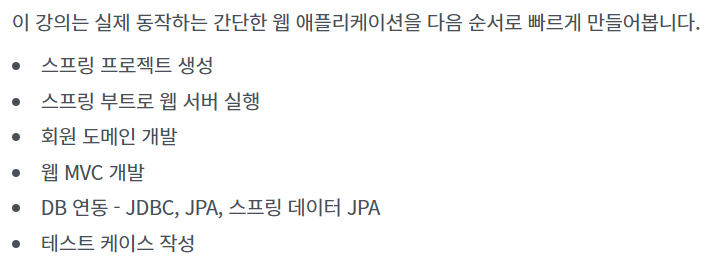 이 강의는 실제 동작하는 간단한 웹 애플리케이션을 다음 순서로 빠르게 만들어봅니다.
• 스프링 프로젝트 생성
• 스프링 부트로 웹 서버 실행
• 회원 도메인 개발
• 웹 MVC 개발
• DB 연동 - JDBC, JPA, 스프링 데이터 JPA
• 테스트 케이스 작성